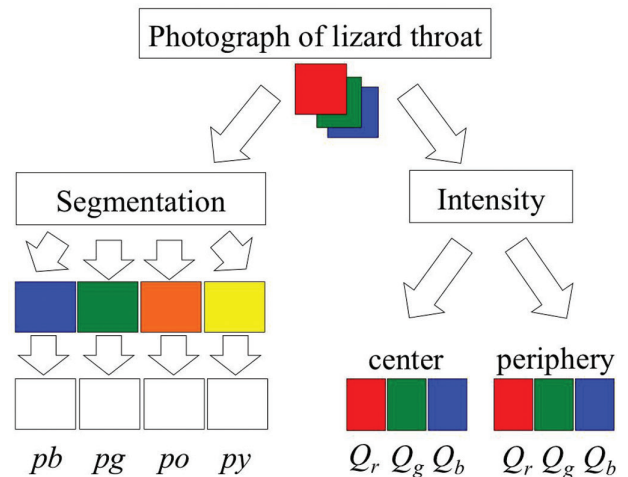 Photograph of lizard throat
Segmentation
Intensity
center
periphery
pb pg po py
Qr Qg Qb
Qr Qg Qb